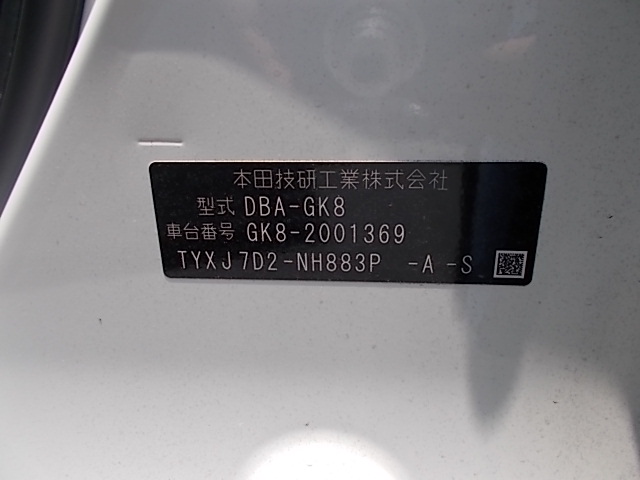 本田技研工業株式会社
型式 DBA-GK8
車台番号 GK8-2001369
TYXJ7D2-NH883P -A -S